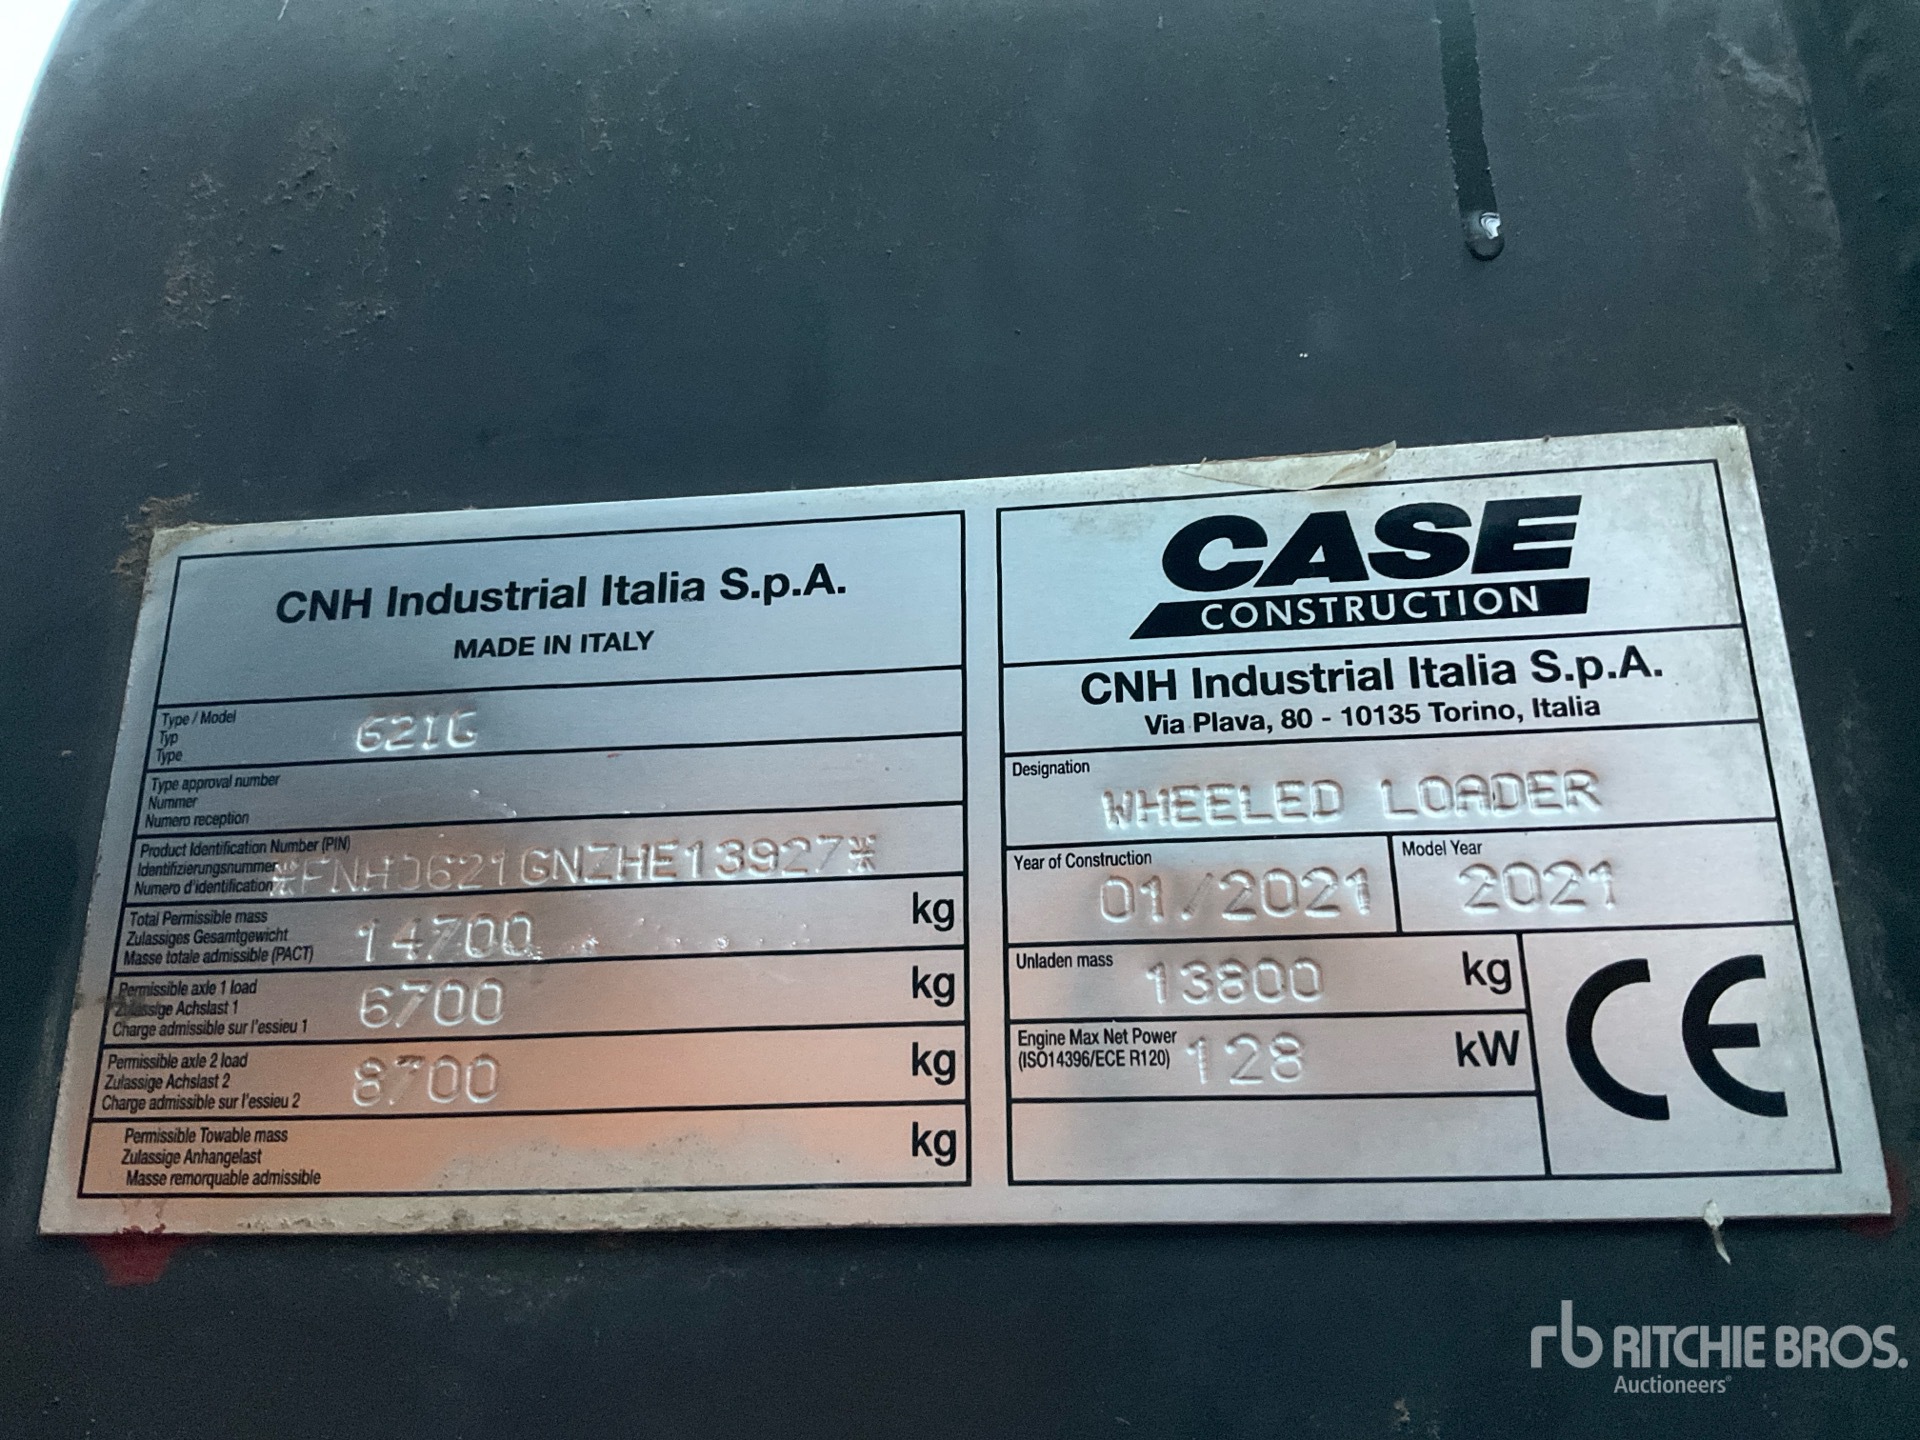 CNH Industrial Italia S.p.A.
MADE IN ITALY
Type / Model
Typ
Type
621G
Type approval number
Nummer
Numero reception
Product Identification Number (PIN)
Identifizierungsnummer
Numero d'identification
*FNH0621GNZHE13927*
Total Permissible mass
Zulassiges Gesamtgewicht
Masse totale admissible (PACT)
14700 kg
Permissible axle 1 load
Zulassige Achslast 1
Charge admissible sur l'essieu 1
6700 kg
Permissible axle 2 load
Zulassige Achslast 2
Charge admissible sur l'essieu 2
8700 kg
Permissible Towable mass
Zulassige Anhangelast
Masse remorquable admissible
kg
CASE
CONSTRUCTION
CNH Industrial Italia S.p.A.
Via Plava, 80 - 10135 Torino, Italia
Designation
WHEELED LOADER
Year of Construction
01/2021
Model Year
2021
Unladen mass
13800 kg
Engine Max Net Power
(ISO14396/ECE R120)
128 kW
CE
rb RITCHIE BROS.
Auctioneers®